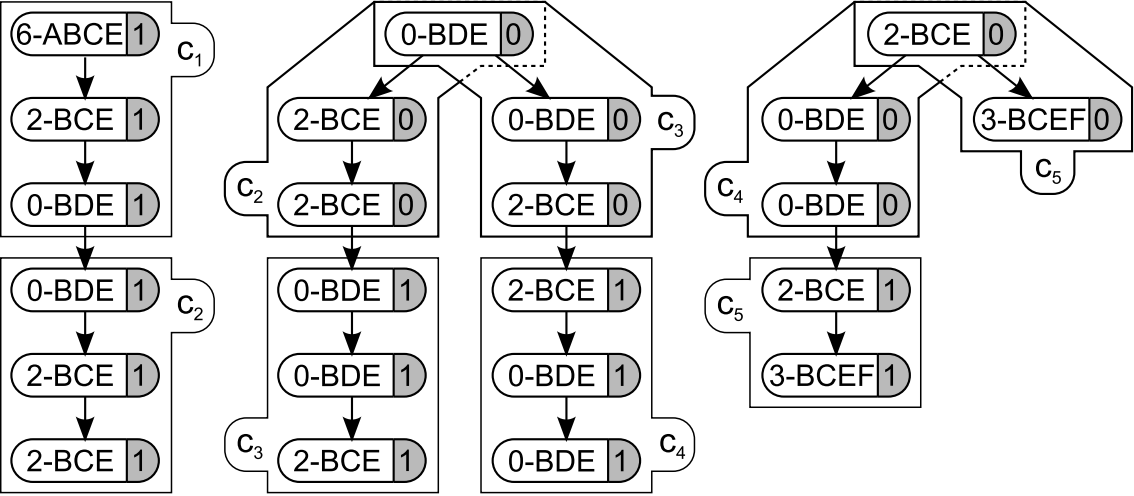 6-ABCE 1
c1
2-BCE 1
0-BDE 1
0-BDE 1
c2
2-BCE 1
2-BCE 1
0-BDE 0
2-BCE 0
0-BDE 0
c3
c2
2-BCE 0
2-BCE 0
0-BDE 1
2-BCE 1
0-BDE 1
0-BDE 1
c3
2-BCE 1
0-BDE 1
c4
2-BCE 0
0-BDE 0
3-BCEF 0
c5
c4
0-BDE 0
c5
2-BCE 1
3-BCEF 1